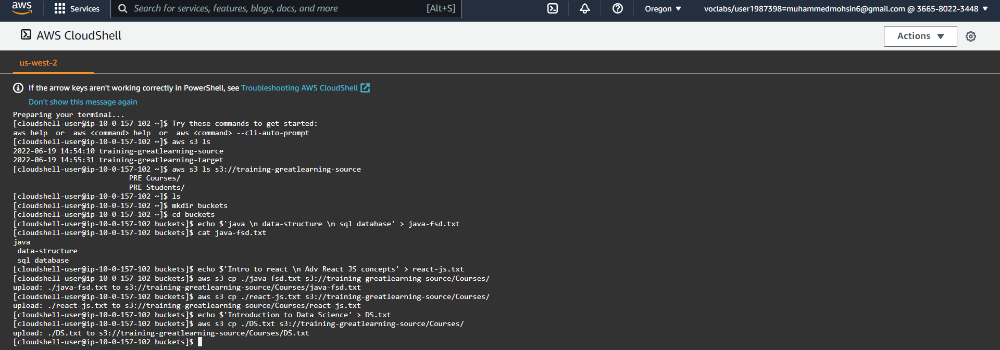 aws
Services
Search for services, features, blogs, docs, and more [Alt+S]
Oregon ▼
voclabs/user1987398=muhammedmohsin6@gmail.com @ 3665-8022-3448 ▼
AWS CloudShell
Actions ▼
us-west-2
If the arrow keys aren't working correctly in PowerShell, see Troubleshooting AWS CloudShell
Don't show this message again
Preparing your terminal...
[cloudshell-user@ip-10-0-157-102 ~]$ Try these commands to get started:
aws help  or  aws <command> help  or  aws <command> --cli-auto-prompt
[cloudshell-user@ip-10-0-157-102 ~]$ aws s3 ls
2022-06-19 14:54:10 training-greatlearning-source
2022-06-19 14:55:31 training-greatlearning-target
[cloudshell-user@ip-10-0-157-102 ~]$ aws s3 ls s3://training-greatlearning-source
                           PRE Courses/
                           PRE Students/
[cloudshell-user@ip-10-0-157-102 ~]$ ls
[cloudshell-user@ip-10-0-157-102 ~]$ mkdir buckets
[cloudshell-user@ip-10-0-157-102 ~]$ cd buckets
[cloudshell-user@ip-10-0-157-102 buckets]$ echo $'java \n data-structure \n sql database' > java-fsd.txt
[cloudshell-user@ip-10-0-157-102 buckets]$ cat java-fsd.txt
java
 data-structure
 sql database
[cloudshell-user@ip-10-0-157-102 buckets]$ echo $'Intro to react \n Adv React JS concepts' > react-js.txt
[cloudshell-user@ip-10-0-157-102 buckets]$ aws s3 cp ./java-fsd.txt s3://training-greatlearning-source/Courses/
upload: ./java-fsd.txt to s3://training-greatlearning-source/Courses/java-fsd.txt
[cloudshell-user@ip-10-0-157-102 buckets]$ aws s3 cp ./react-js.txt s3://training-greatlearning-source/Courses/
upload: ./react-js.txt to s3://training-greatlearning-source/Courses/react-js.txt
[cloudshell-user@ip-10-0-157-102 buckets]$ echo $'Introduction to Data Science' > DS.txt
[cloudshell-user@ip-10-0-157-102 buckets]$ aws s3 cp ./DS.txt s3://training-greatlearning-source/Courses/
upload: ./DS.txt to s3://training-greatlearning-source/Courses/DS.txt
[cloudshell-user@ip-10-0-157-102 buckets]$